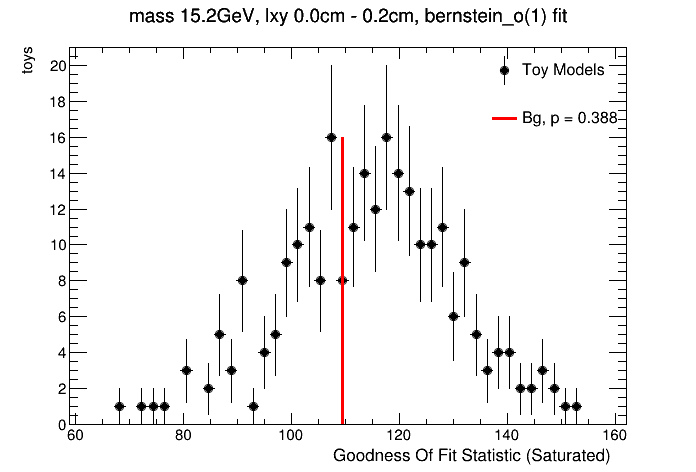 mass 15.2GeV, lxy 0.0cm - 0.2cm, bernstein_o(1) fit
toys
20
18
16
14
12
10
8
6
4
2
0
Toy Models
Bg, p = 0.388
60 80 100 120 140 160
Goodness Of Fit Statistic (Saturated)